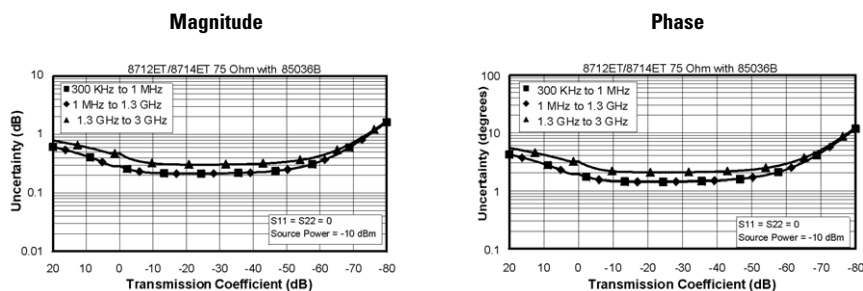 Magnitude
8712ET/8714ET 75 Ohm with 85036B
10
1
0.1
0.01
Uncertainty (dB)
300 KHz to 1 MHz
1 MHz to 1.3 GHz
1.3 GHz to 3 GHz
S11 = S22 = 0
Source Power = -10 dBm
20 10 0 -10 -20 -30 -40 -50 -60 -70 -80
Transmission Coefficient (dB)
Phase
8712ET/8714ET 75 Ohm with 85036B
100
10
1
0.1
Uncertainty (degrees)
300 KHz to 1 MHz
1 MHz to 1.3 GHz
1.3 GHz to 3 GHz
S11 = S22 = 0
Source Power = -10 dBm
20 10 0 -10 -20 -30 -40 -50 -60 -70 -80
Transmission Coefficient (dB)